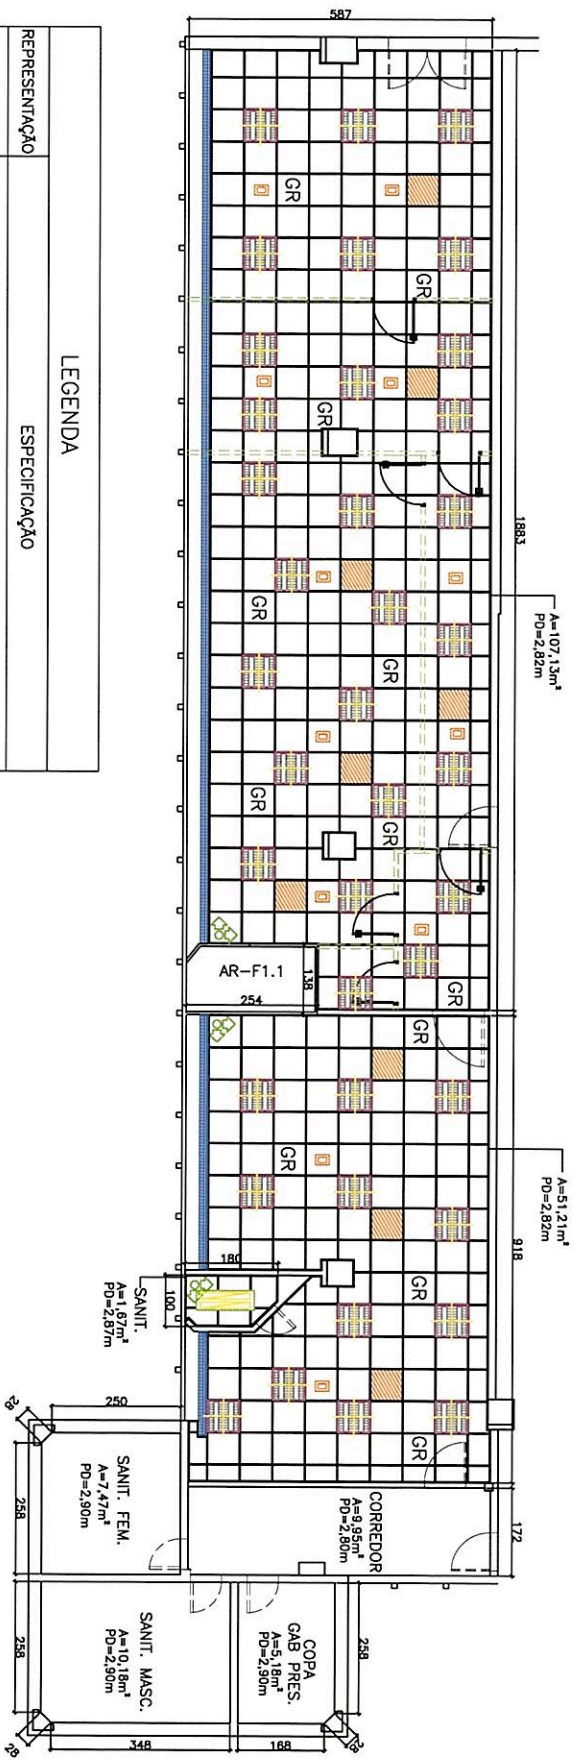 587
1883
A=107,13m²
PD=2,82m
GR
GR
GR
GR
GR
GR
GR
GR
AR-F1.1
138
254
GR
GR
918
A=51,21m²
PD=2,82m
GR
GR
GR
180
100
SANIT.
A=1,67m²
PD=2,87m
172
CORREDOR
A=9,95m²
PD=2,80m
250
28
258
SANIT. FEM.
A=7,47m²
PD=2,90m
258
COPA
GAB PRES.
A=5,18m²
PD=2,90m
168
SANIT. MASC.
A=10,18m²
PD=2,90m
258
348
28
28
LEGENDA
REPRESENTAÇÃO
ESPECIFICAÇÃO